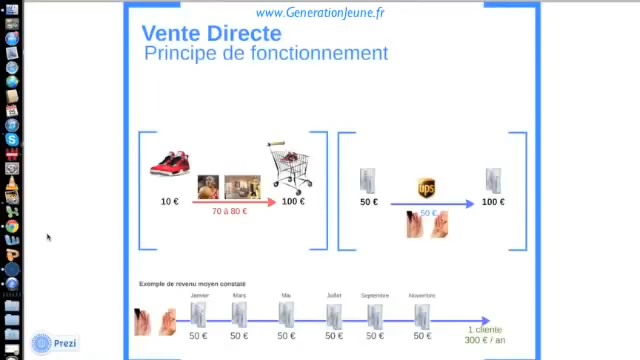 www.GenerationJeune.fr
Vente Directe
Principe de fonctionnement
10 €
70 à 80 €
100 €
50 €
ups
50 €
100 €
Exemple de revenu moyen constaté
Janvier Mars Mai Juillet Septembre Novembre
50 € 50 € 50 € 50 € 50 € 50 €
1 cliente
300 € / an
Prezi